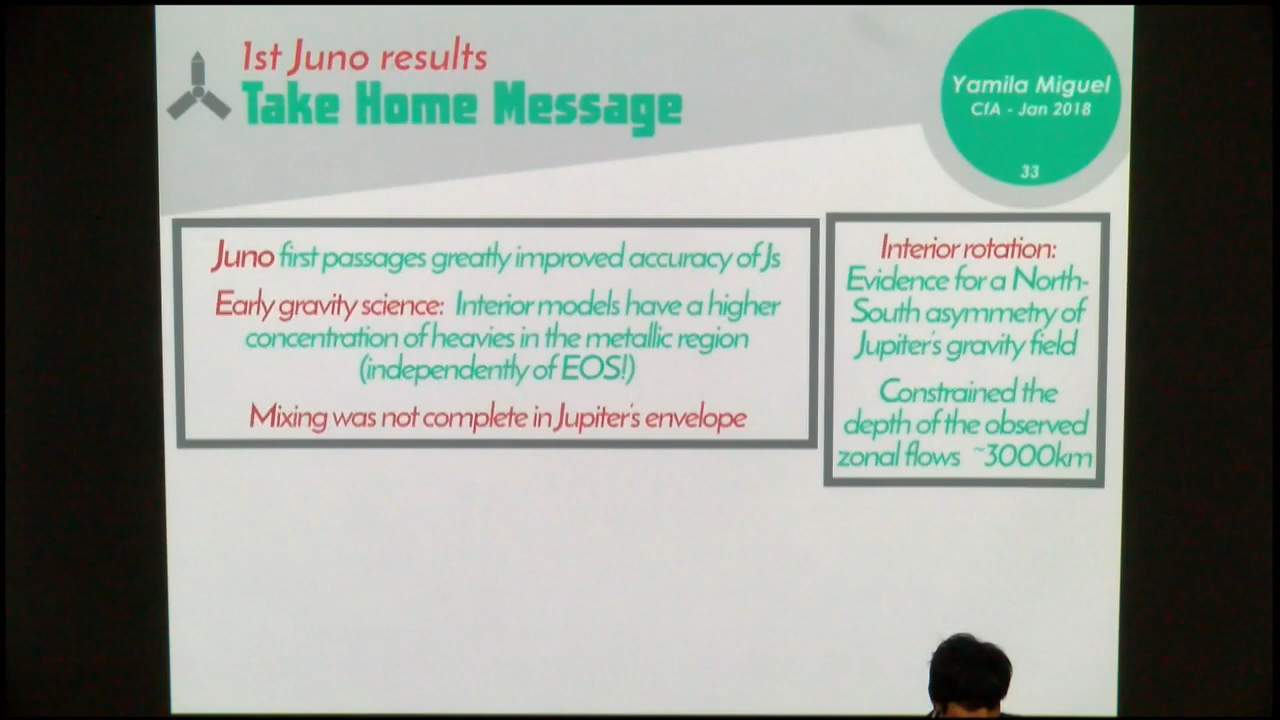 1st Juno results
Take Home Message
Yamila Miguel
CfA - Jan 2018
33
Juno first passages greatly improved accuracy of Js
Early gravity science: Interior models have a higher
concentration of heavies in the metallic region
(independently of EOS!)
Mixing was not complete in Jupiter's envelope
Interior rotation:
Evidence for a North-
South asymmetry of
Jupiter's gravity field
Constrained the
depth of the observed
zonal flows ~3000km